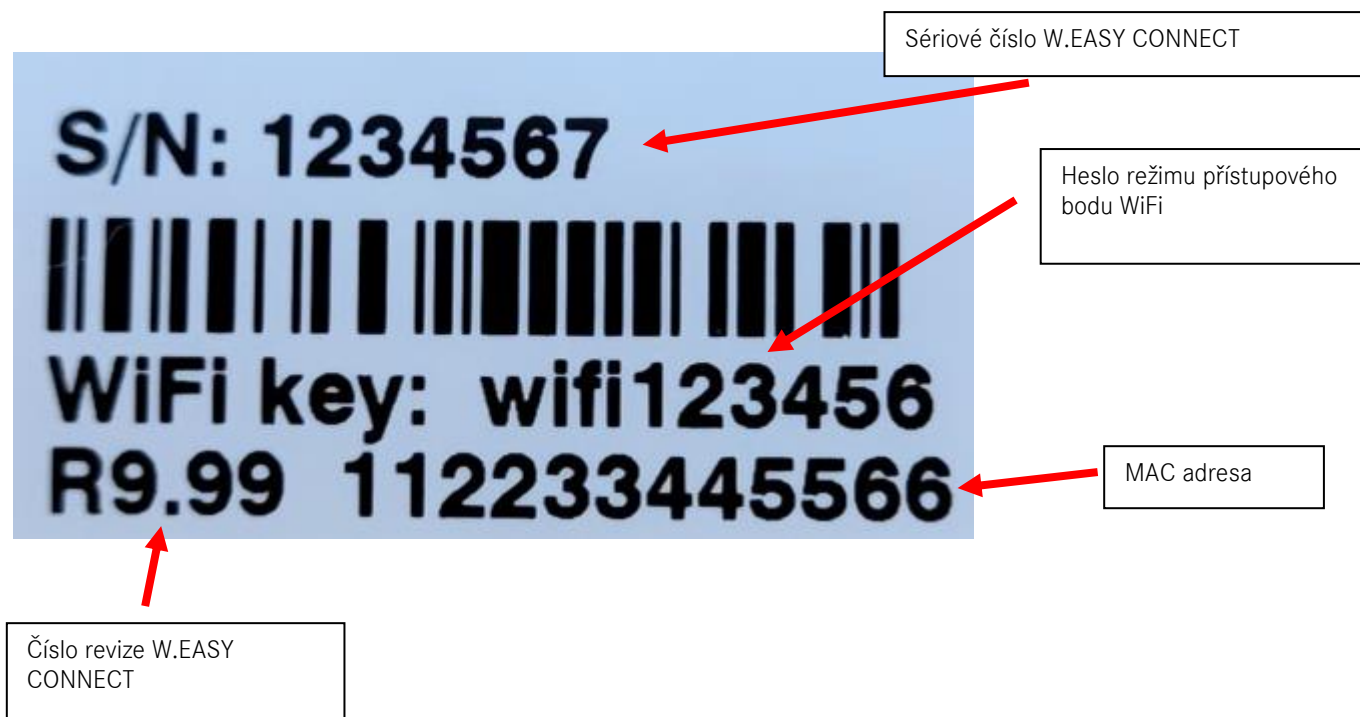 Sériové číslo W.EASY CONNECT
S/N: 1234567
Heslo režimu přístupového
bodu WiFi
WiFi key: wifi123456
R9.99 112233445566
MAC adresa
Číslo revize W.EASY
CONNECT